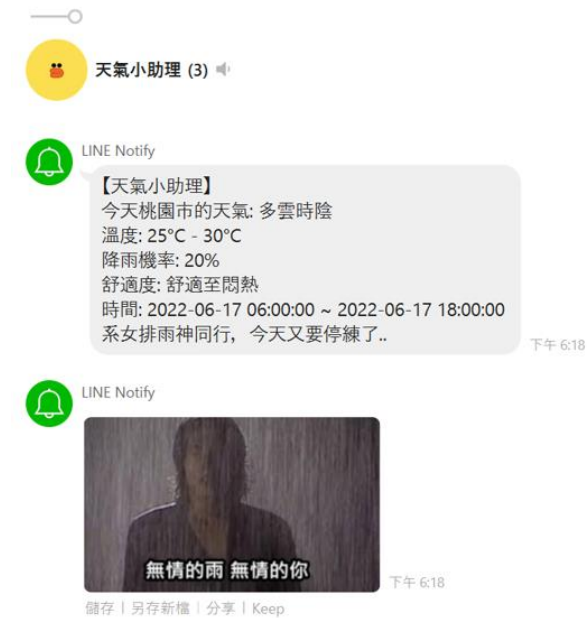 天氣小助理 (3)
LINE Notify
【天氣小助理】
今天桃園市的天氣: 多雲時陰
溫度: 25°C - 30°C
降雨機率: 20%
舒適度: 舒適至悶熱
時間: 2022-06-17 06:00:00 ~ 2022-06-17 18:00:00
系女排雨神同行，今天又要停練了..
下午 6:18
LINE Notify
無情的雨 無情的你
下午 6:18
儲存 | 另存新檔 | 分享 | Keep